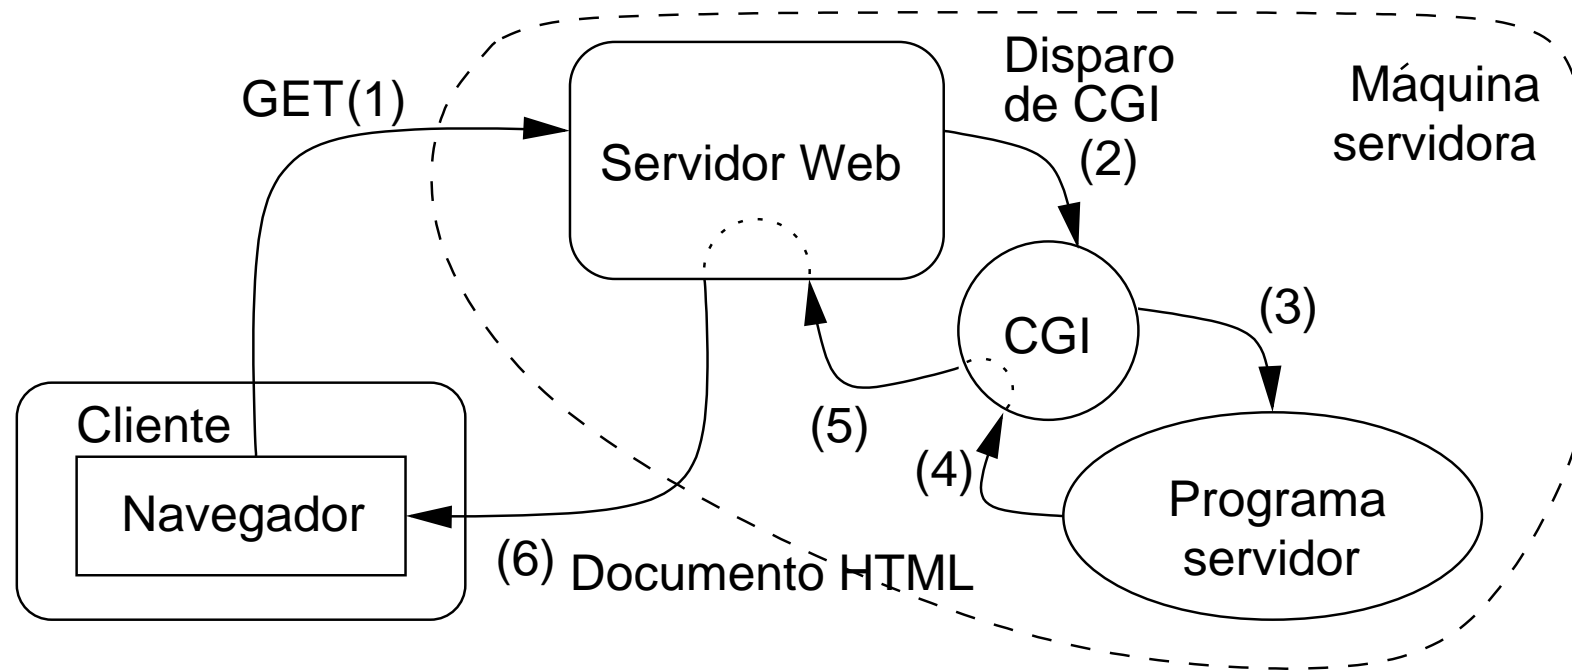 GET(1)
Servidor Web
Disparo
de CGI
(2)
Máquina
servidora
CGI
(3)
Cliente
Navegador
(5)
(4)
Programa
servidor
(6) Documento HTML